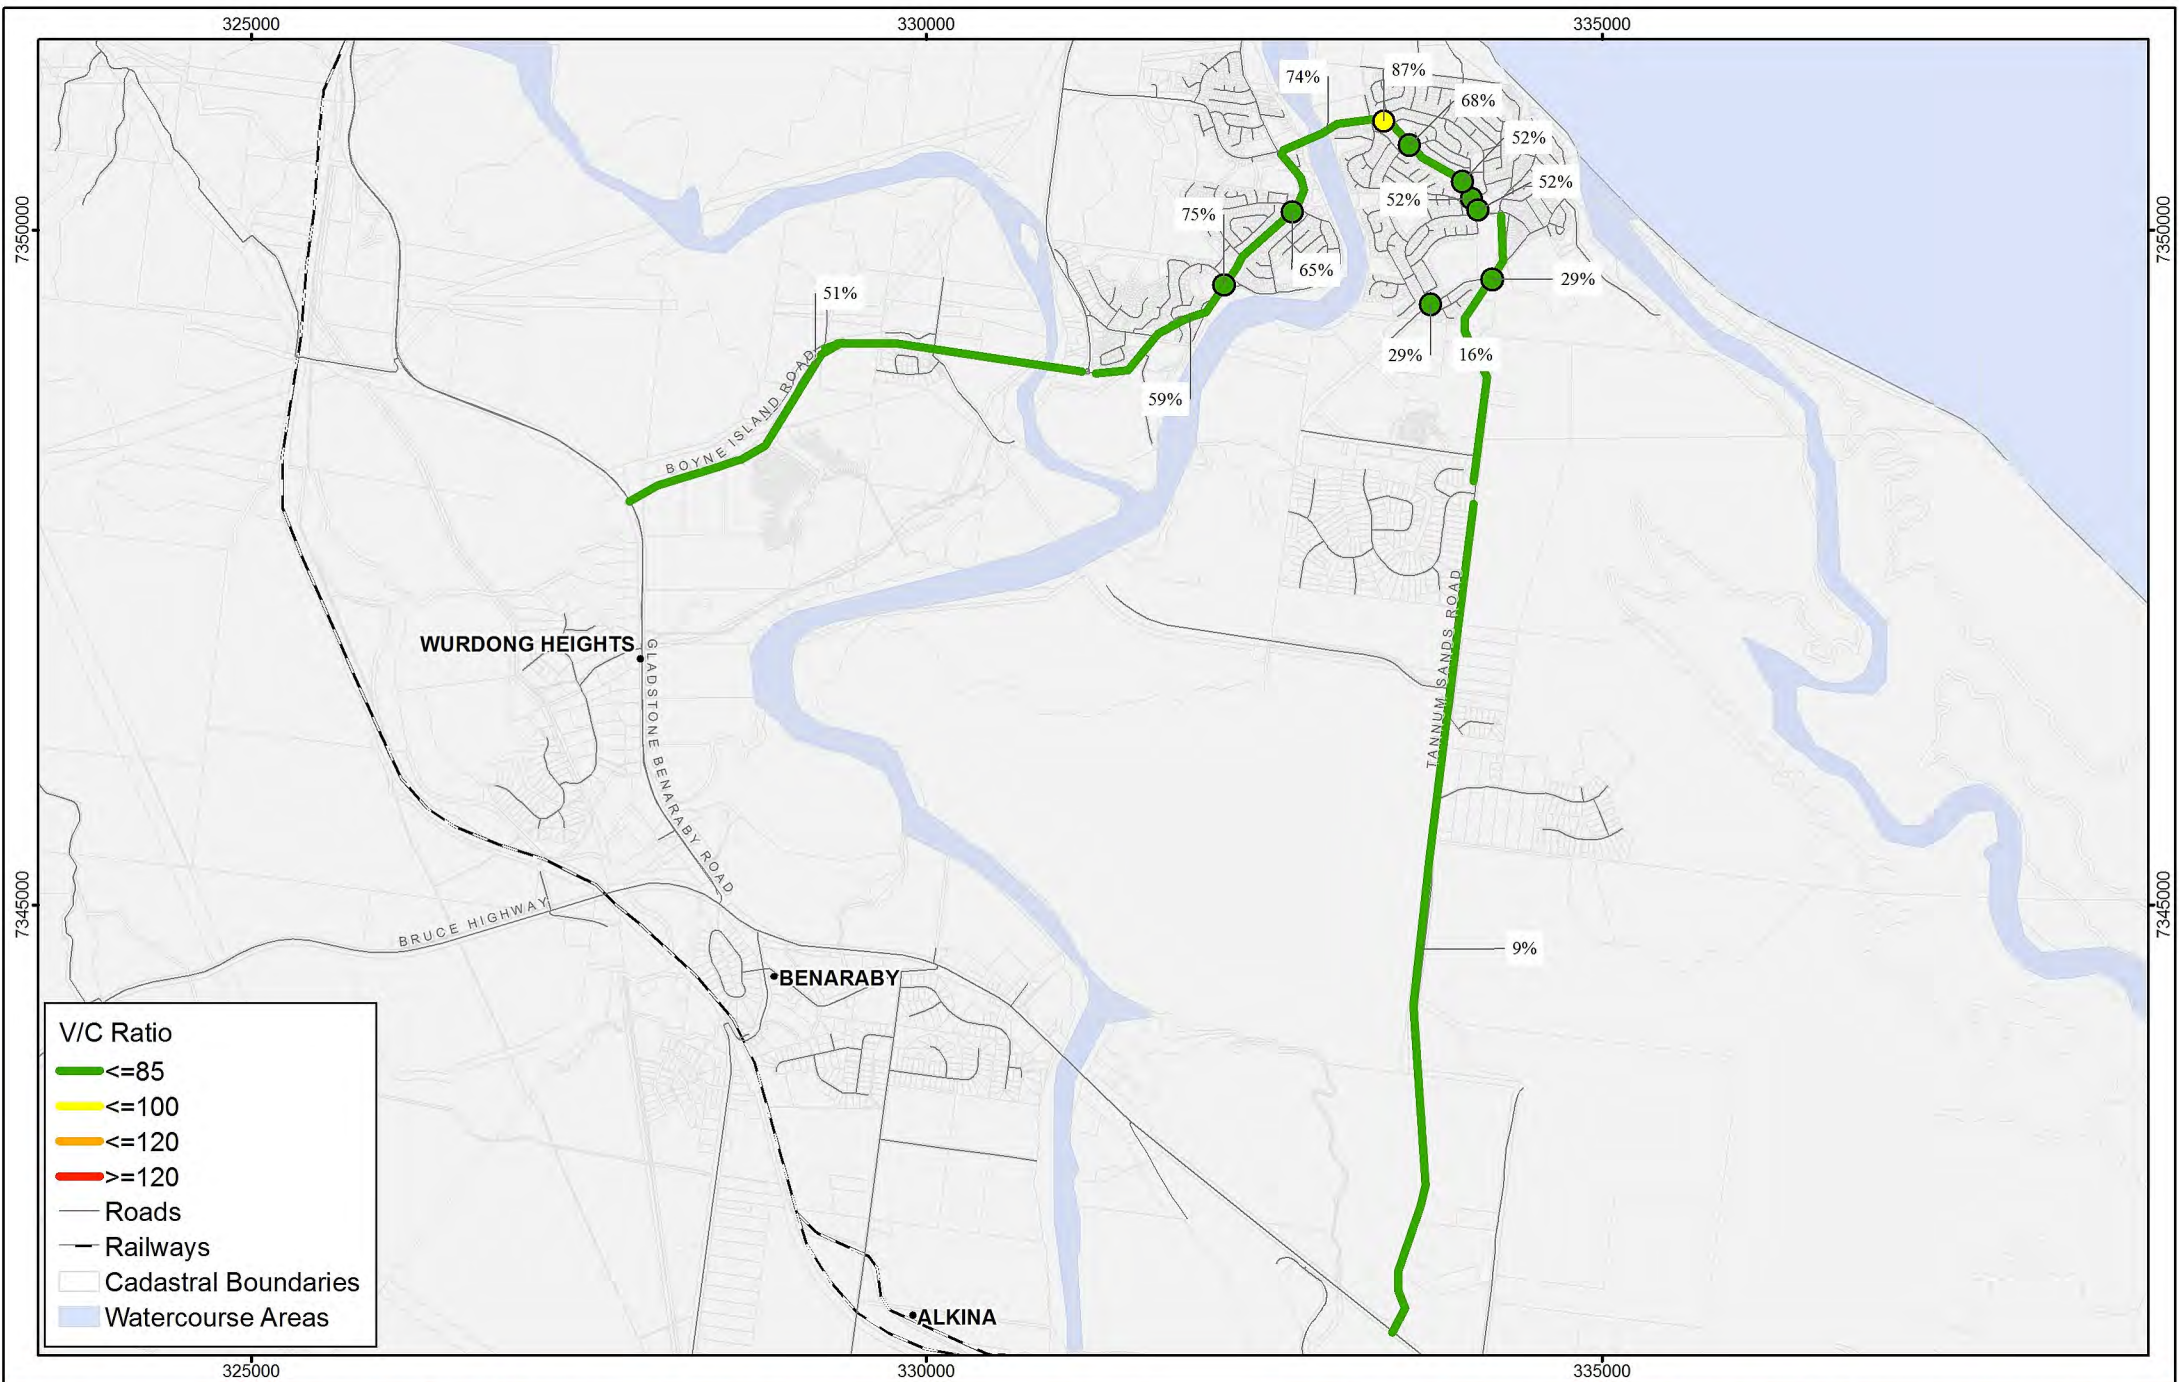 325000
330000
335000
74%
87%
68%
52%
52%
52%
75%
65%
7350000
7350000
29%
51%
29%
16%
59%
BOYNE ISLAND ROAD
TANNUM SANDS ROAD
WURDONG HEIGHTS
GLADSTONE BENARABY ROAD
7345000
7345000
BRUCE HIGHWAY
9%
BENARABY
V/C Ratio
<=85
<=100
<=120
>=120
Roads
Railways
Cadastral Boundaries
Watercourse Areas
ALKINA
325000
330000
335000